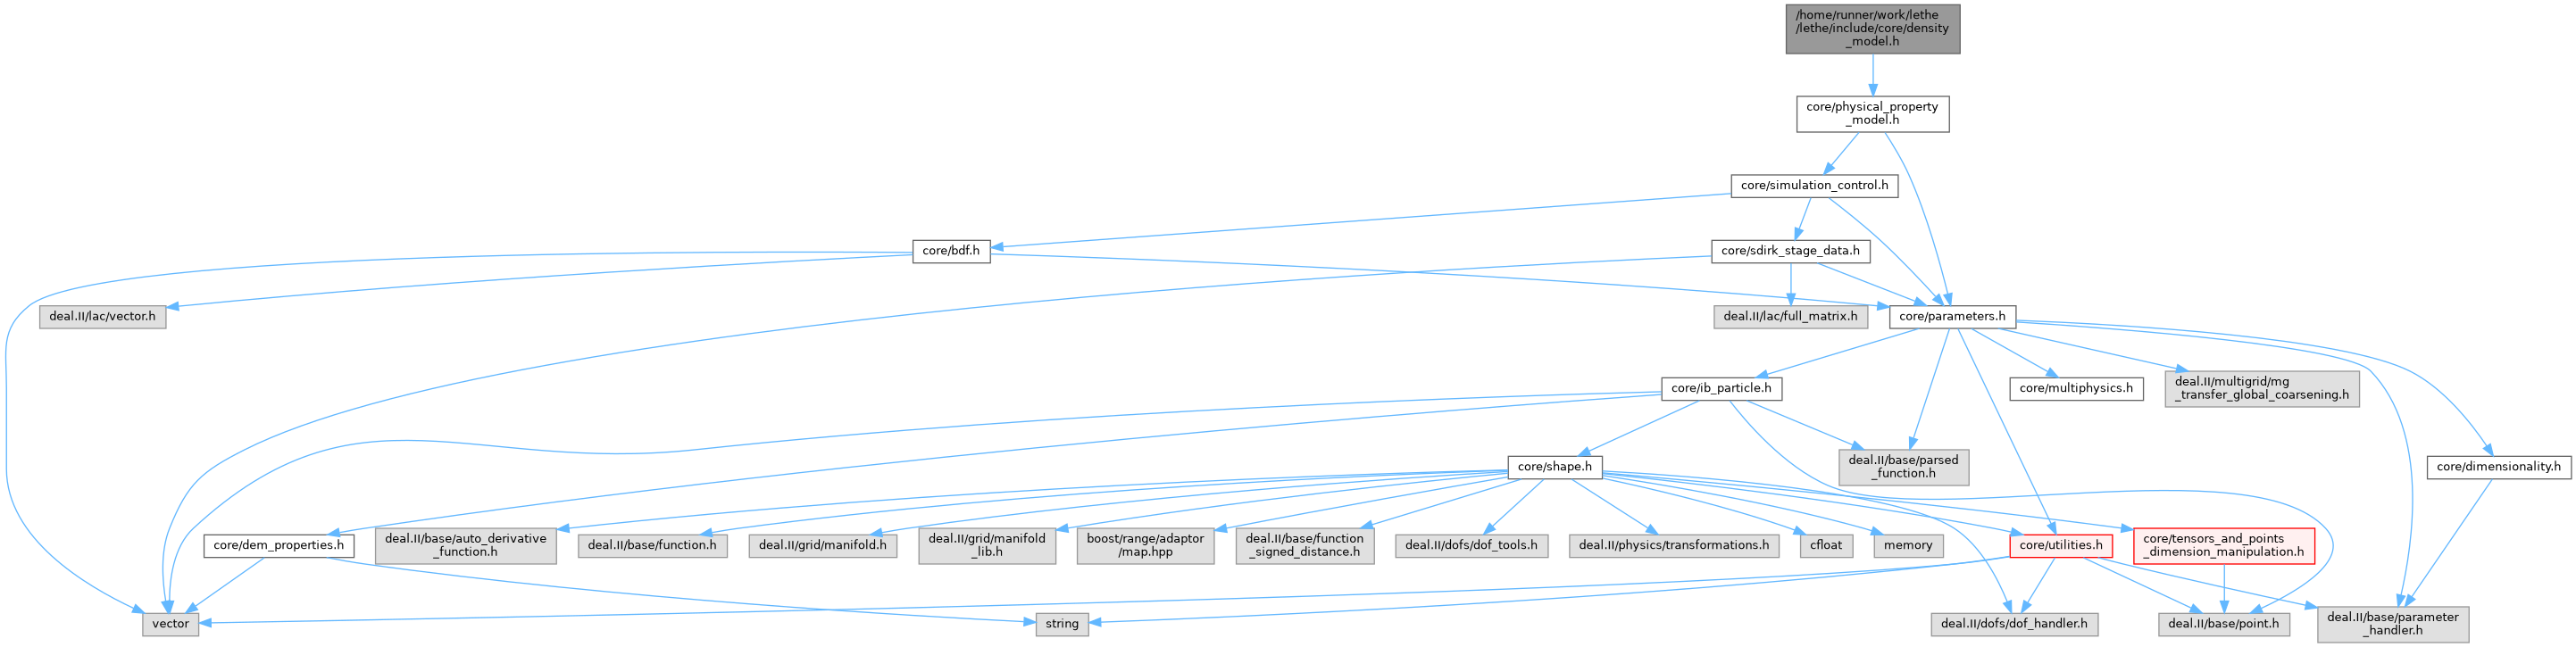 /home/runner/work/lethe
/lethe/include/core/density
_model.h
core/physical_property
_model.h
core/simulation_control.h
core/bdf.h
core/sdirk_stage_data.h
deal.II/lac/vector.h
deal.II/lac/full_matrix.h
core/parameters.h
core/ib_particle.h
core/multiphysics.h
deal.II/multigrid/mg
_transfer_global_coarsening.h
core/shape.h
deal.II/base/parsed
_function.h
core/dimensionality.h
core/dem_properties.h
deal.II/base/auto_derivative
_function.h
deal.II/base/function.h
deal.II/grid/manifold.h
deal.II/grid/manifold
_lib.h
boost/range/adaptor
/map.hpp
deal.II/base/function
_signed_distance.h
deal.II/dofs/dof_tools.h
deal.II/physics/transformations.h
cfloat
memory
core/utilities.h
core/tensors_and_points
_dimension_manipulation.h
vector
string
deal.II/dofs/dof_handler.h
deal.II/base/point.h
deal.II/base/parameter
_handler.h